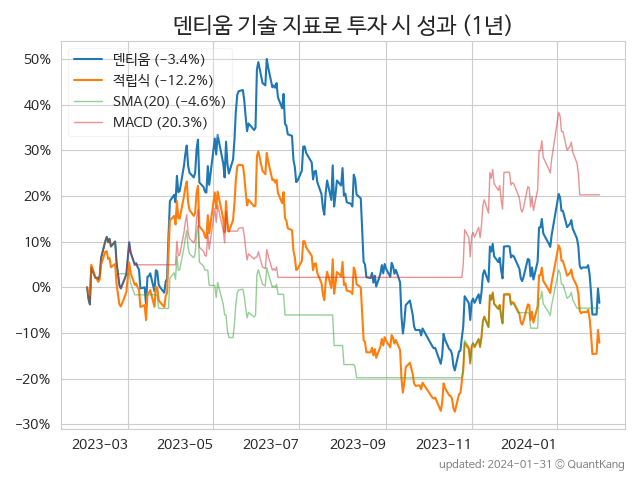 덴티움 기술 지표로 투자 시 성과 (1년)
덴티움 (−3.4%)
적립식 (−12.2%)
SMA(20) (−4.6%)
MACD (20.3%)
50%
40%
30%
20%
10%
0%
−10%
−20%
−30%
2023-03
2023-05
2023-07
2023-09
2023-11
2024-01
updated: 2024-01-31 © QuantKang